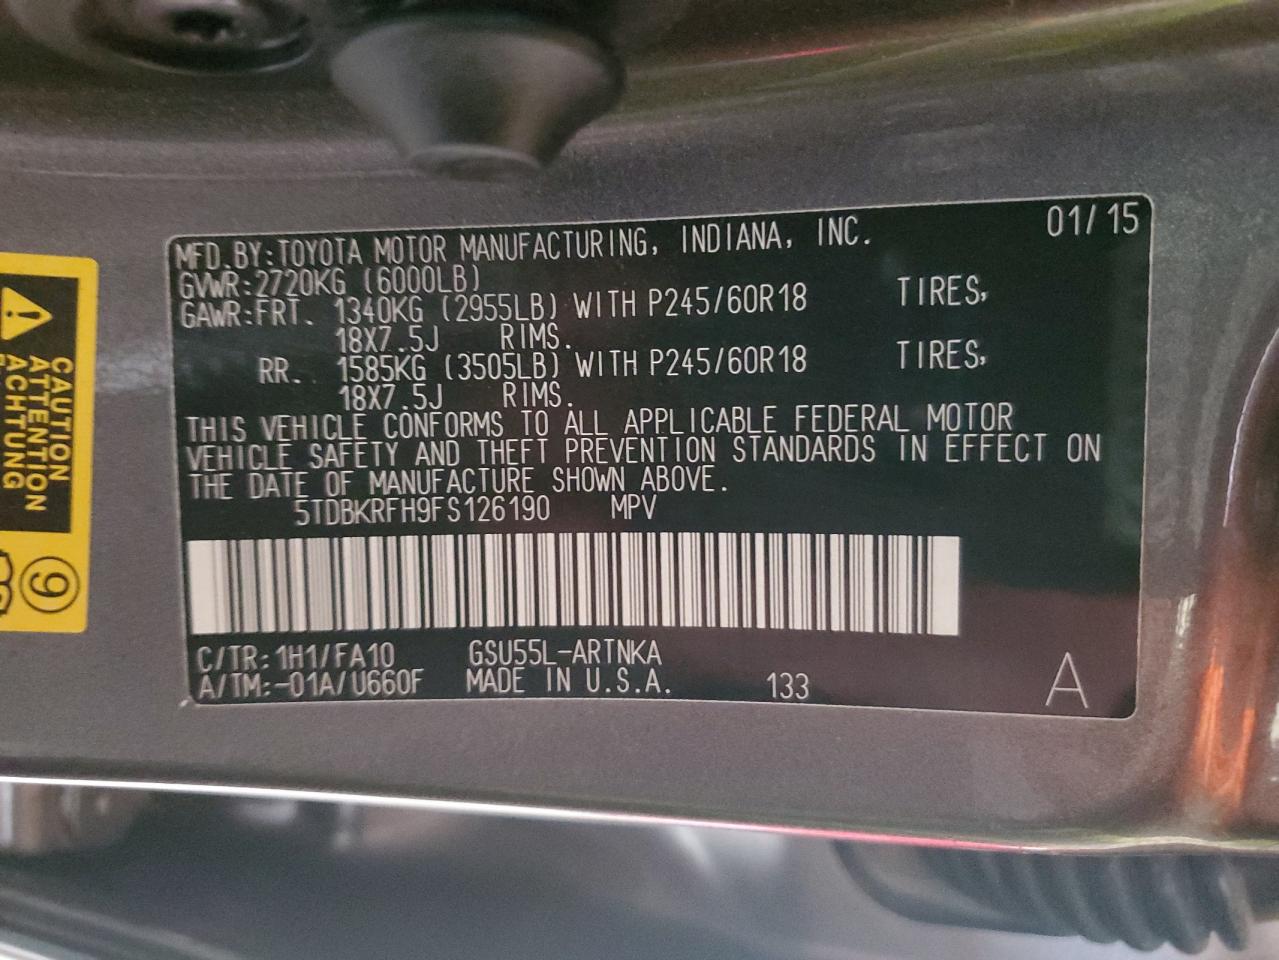 MFD.BY:TOYOTA MOTOR MANUFACTURING, INDIANA, INC. 01/15
GVWR:2720KG (6000LB)
GAWR:FRT. 1340KG (2955LB) WITH P245/60R18 TIRES,
18X7.5J RIMS.
RR. 1585KG (3505LB) WITH P245/60R18 TIRES,
18X7.5J RIMS.
THIS VEHICLE CONFORMS TO ALL APPLICABLE FEDERAL MOTOR
VEHICLE SAFETY AND THEFT PREVENTION STANDARDS IN EFFECT ON
THE DATE OF MANUFACTURE SHOWN ABOVE.
5TDBKRFH9FS126190 MPV
C/TR:1H1/FA10 GSU55L-ARTNKA
A/TM:-01A/U660F MADE IN U.S.A. 133 A
CAUTION
ATTENTION
ACHTUNG
9